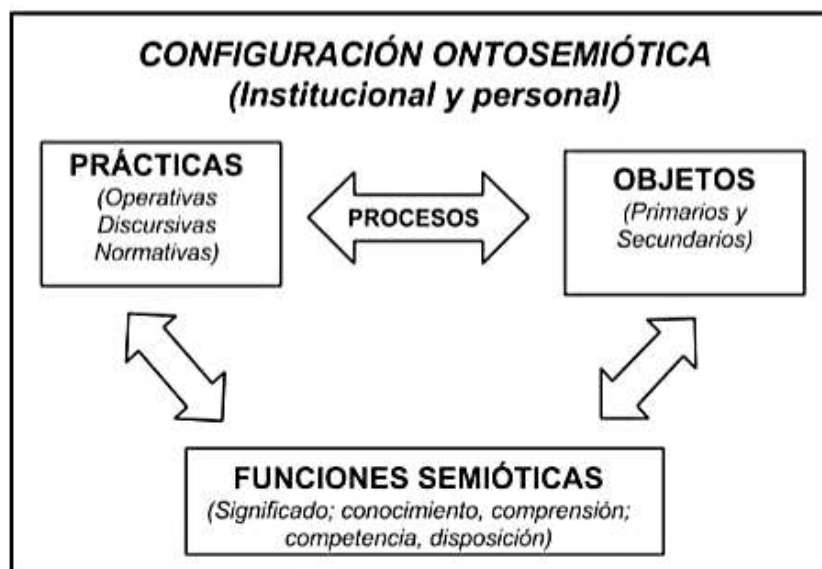 CONFIGURACIÓN ONTOSEMIÓTICA
(Institucional y personal)
PRÁCTICAS
(Operativas
Discursivas
Normativas)
PROCESOS
OBJETOS
(Primarios y
Secundarios)
FUNCIONES SEMIÓTICAS
(Significado; conocimiento, comprensión;
competencia, disposición)